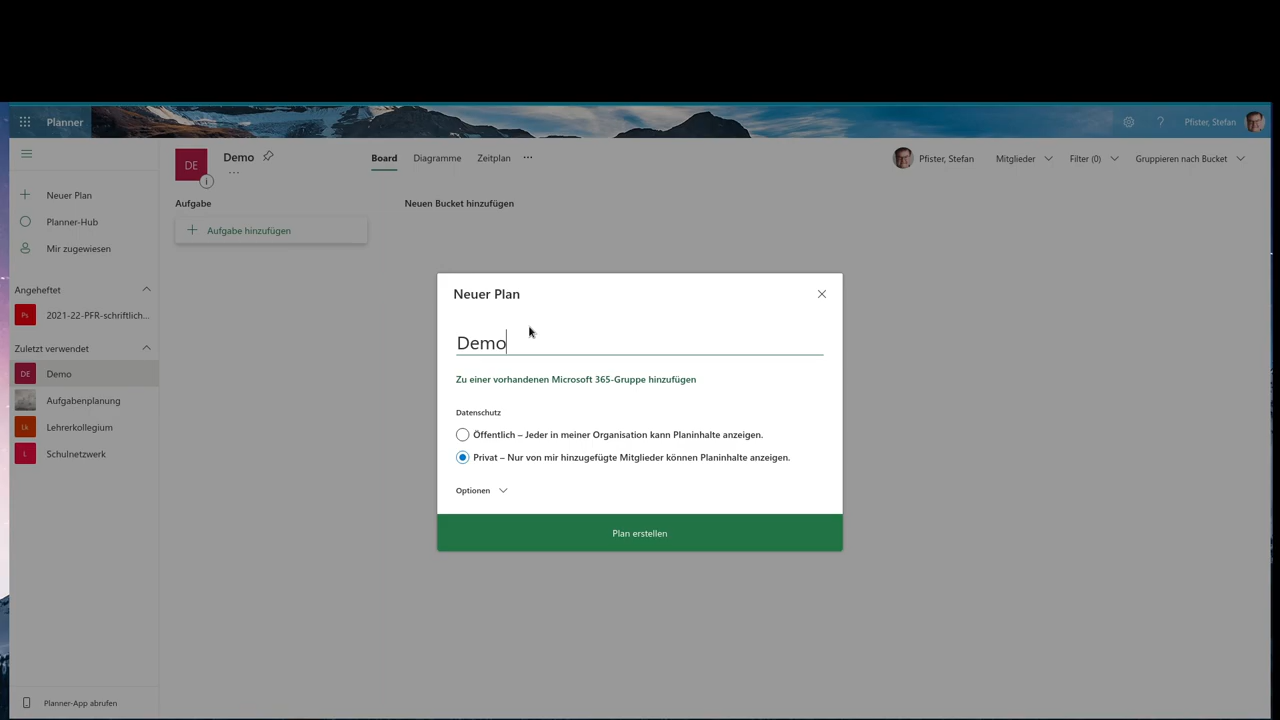 Planner
Pfister, Stefan
DE
Demo
Board
Diagramme
Zeitplan
Pfister, Stefan
Mitglieder
Filter (0)
Gruppieren nach Bucket
Neuer Plan
Planner-Hub
Mir zugewiesen
Angeheftet
Ps
2021-22-PFR-schriftlich...
Zuletzt verwendet
DE
Demo
Aufgabenplanung
Lk
Lehrerkollegium
L
Schulnetzwerk
Planner-App abrufen
Aufgabe
Neuen Bucket hinzufügen
Aufgabe hinzufügen
Neuer Plan
Demo
Zu einer vorhandenen Microsoft 365-Gruppe hinzufügen
Datenschutz
Öffentlich – Jeder in meiner Organisation kann Planinhalte anzeigen.
Privat – Nur von mir hinzugefügte Mitglieder können Planinhalte anzeigen.
Optionen
Plan erstellen